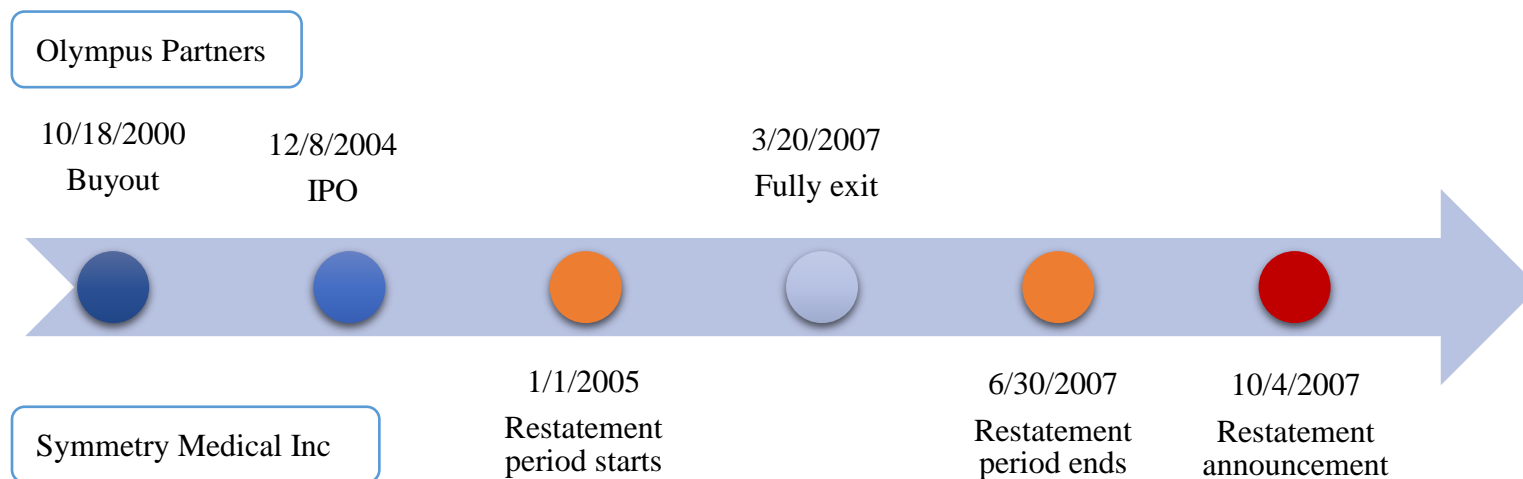 Olympus Partners
10/18/2000
Buyout
12/8/2004
IPO
3/20/2007
Fully exit
1/1/2005
Restatement
period starts
6/30/2007
Restatement
period ends
10/4/2007
Restatement
announcement
Symmetry Medical Inc